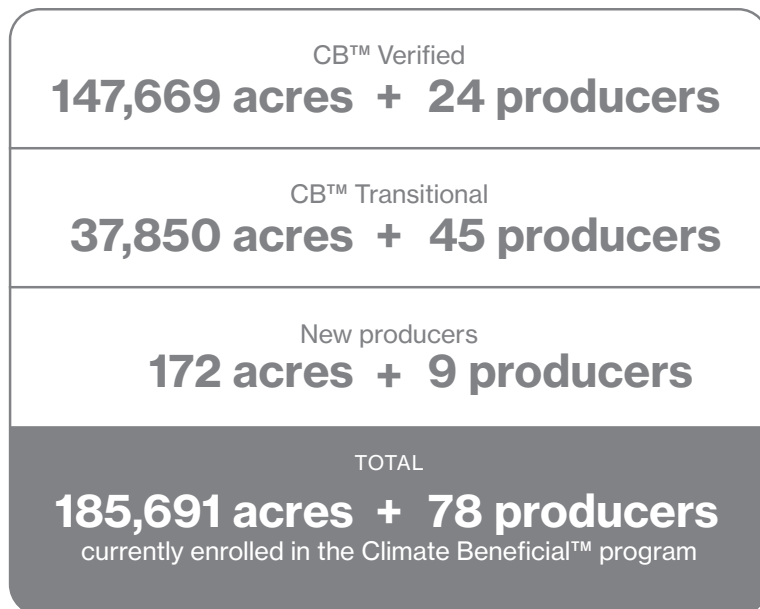 CB™ Verified
147,669 acres + 24 producers
CB™ Transitional
37,850 acres + 45 producers
New producers
172 acres + 9 producers
TOTAL
185,691 acres + 78 producers
currently enrolled in the Climate Beneficial™ program